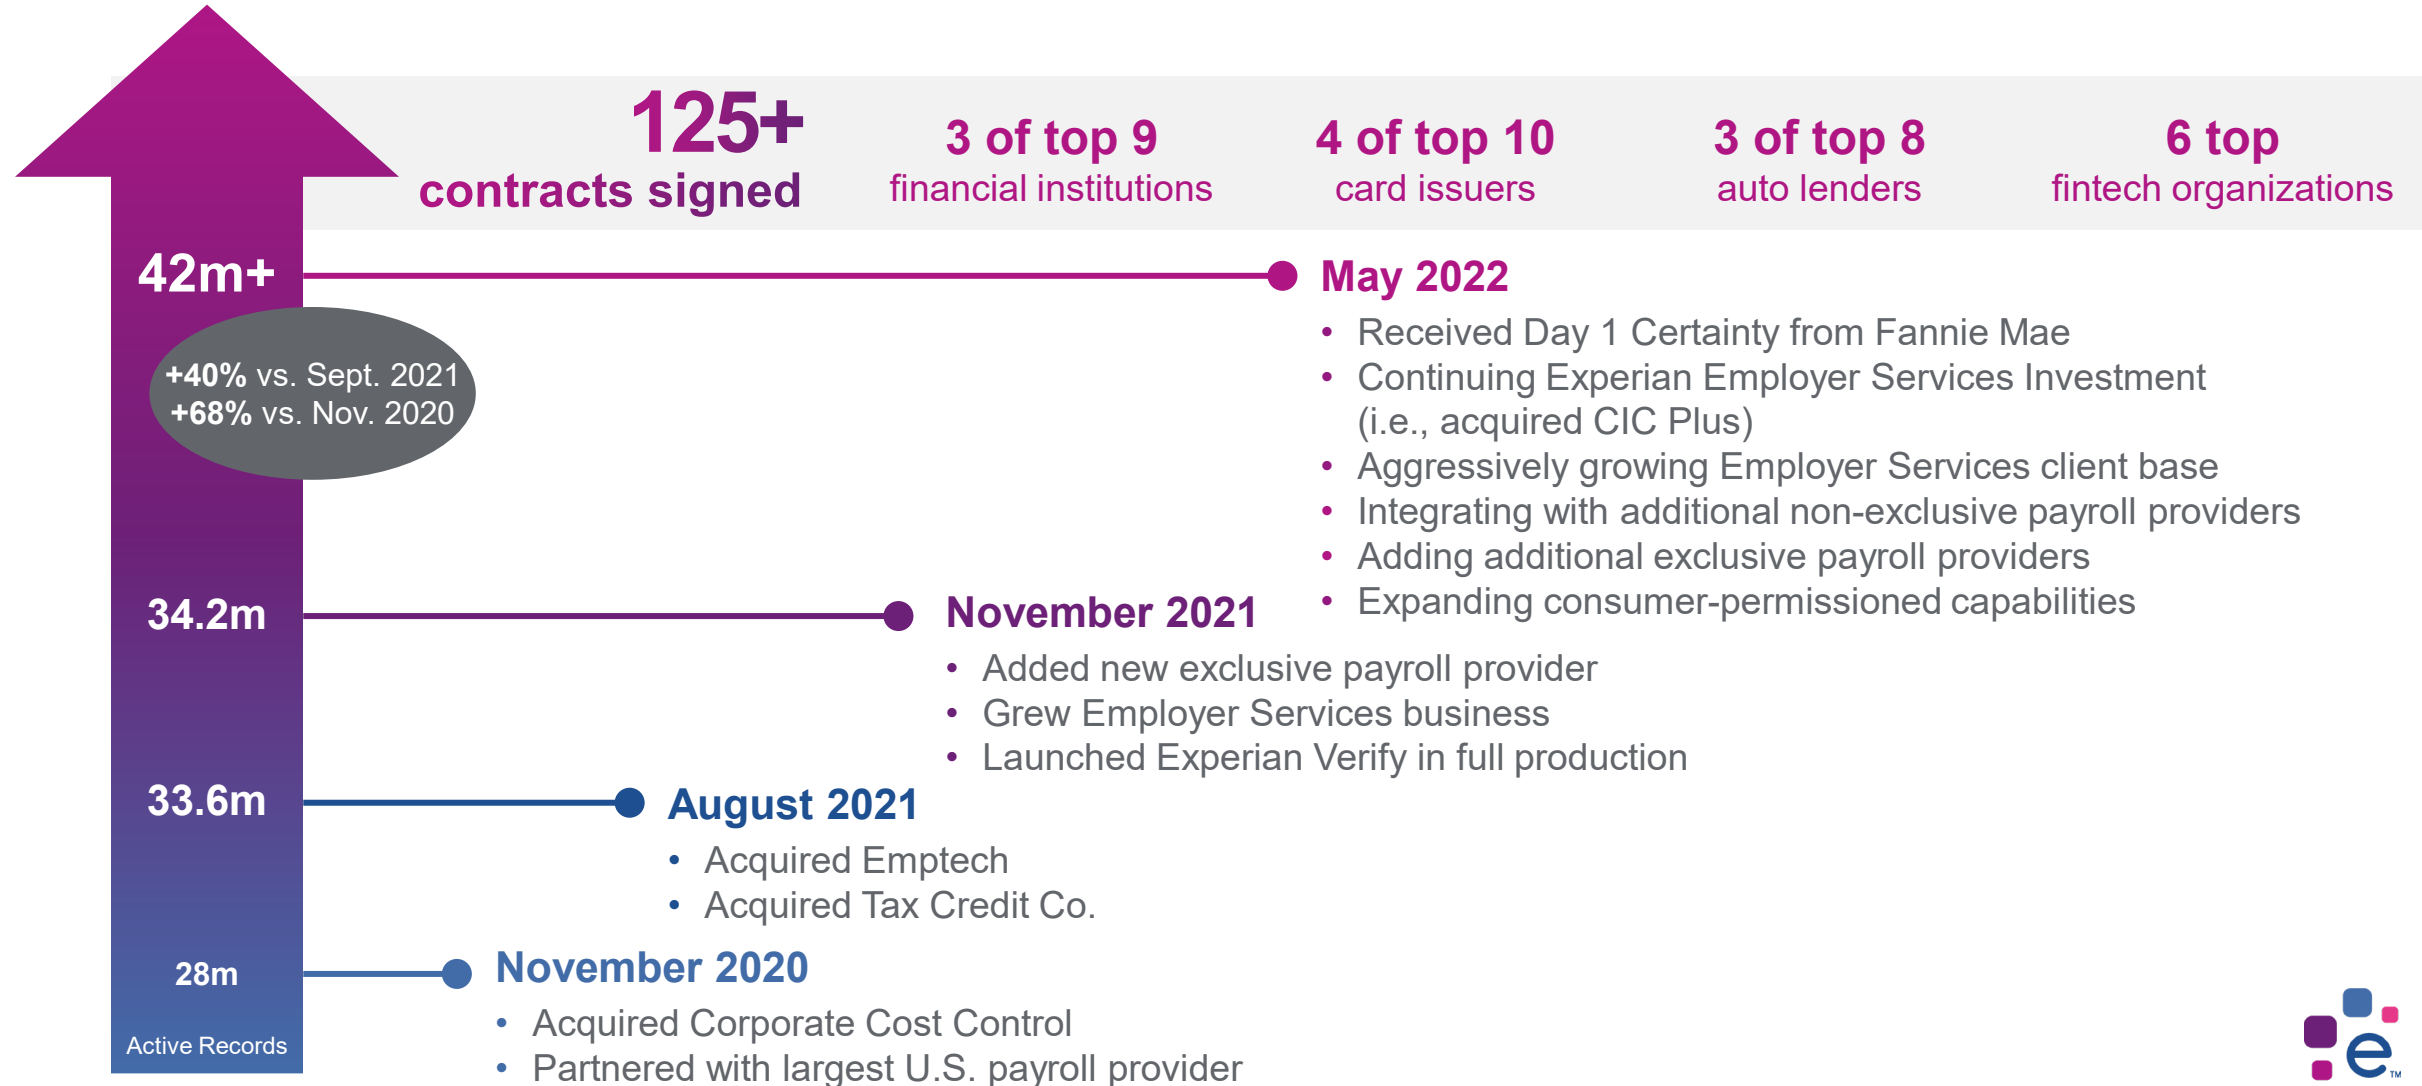 125+
contracts signed
3 of top 9
financial institutions
4 of top 10
card issuers
3 of top 8
auto lenders
6 top
fintech organizations
42m+
+40% vs. Sept. 2021
+68% vs. Nov. 2020
May 2022
• Received Day 1 Certainty from Fannie Mae
• Continuing Experian Employer Services Investment
(i.e., acquired CIC Plus)
• Aggressively growing Employer Services client base
• Integrating with additional non-exclusive payroll providers
• Adding additional exclusive payroll providers
• Expanding consumer-permissioned capabilities
34.2m
November 2021
• Added new exclusive payroll provider
• Grew Employer Services business
• Launched Experian Verify in full production
33.6m
August 2021
• Acquired Emptech
• Acquired Tax Credit Co.
28m
November 2020
• Acquired Corporate Cost Control
• Partnered with largest U.S. payroll provider
Active Records
e™